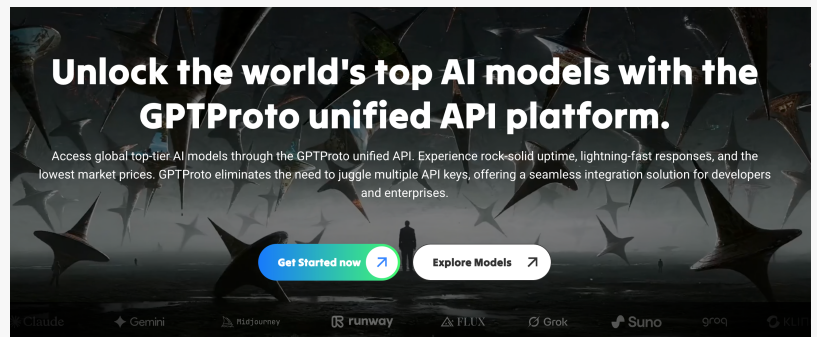 Unlock the world's top AI models with the
GPTProto unified API platform.
Access global top-tier AI models through the GPTProto unified API. Experience rock-solid uptime, lightning-fast responses, and the
lowest market prices. GPTProto eliminates the need to juggle multiple API keys, offering a seamless integration solution for developers
and enterprises.
Get Started now
Explore Models
Claude Gemini Midjourney runway FLUX Grok Suno groq